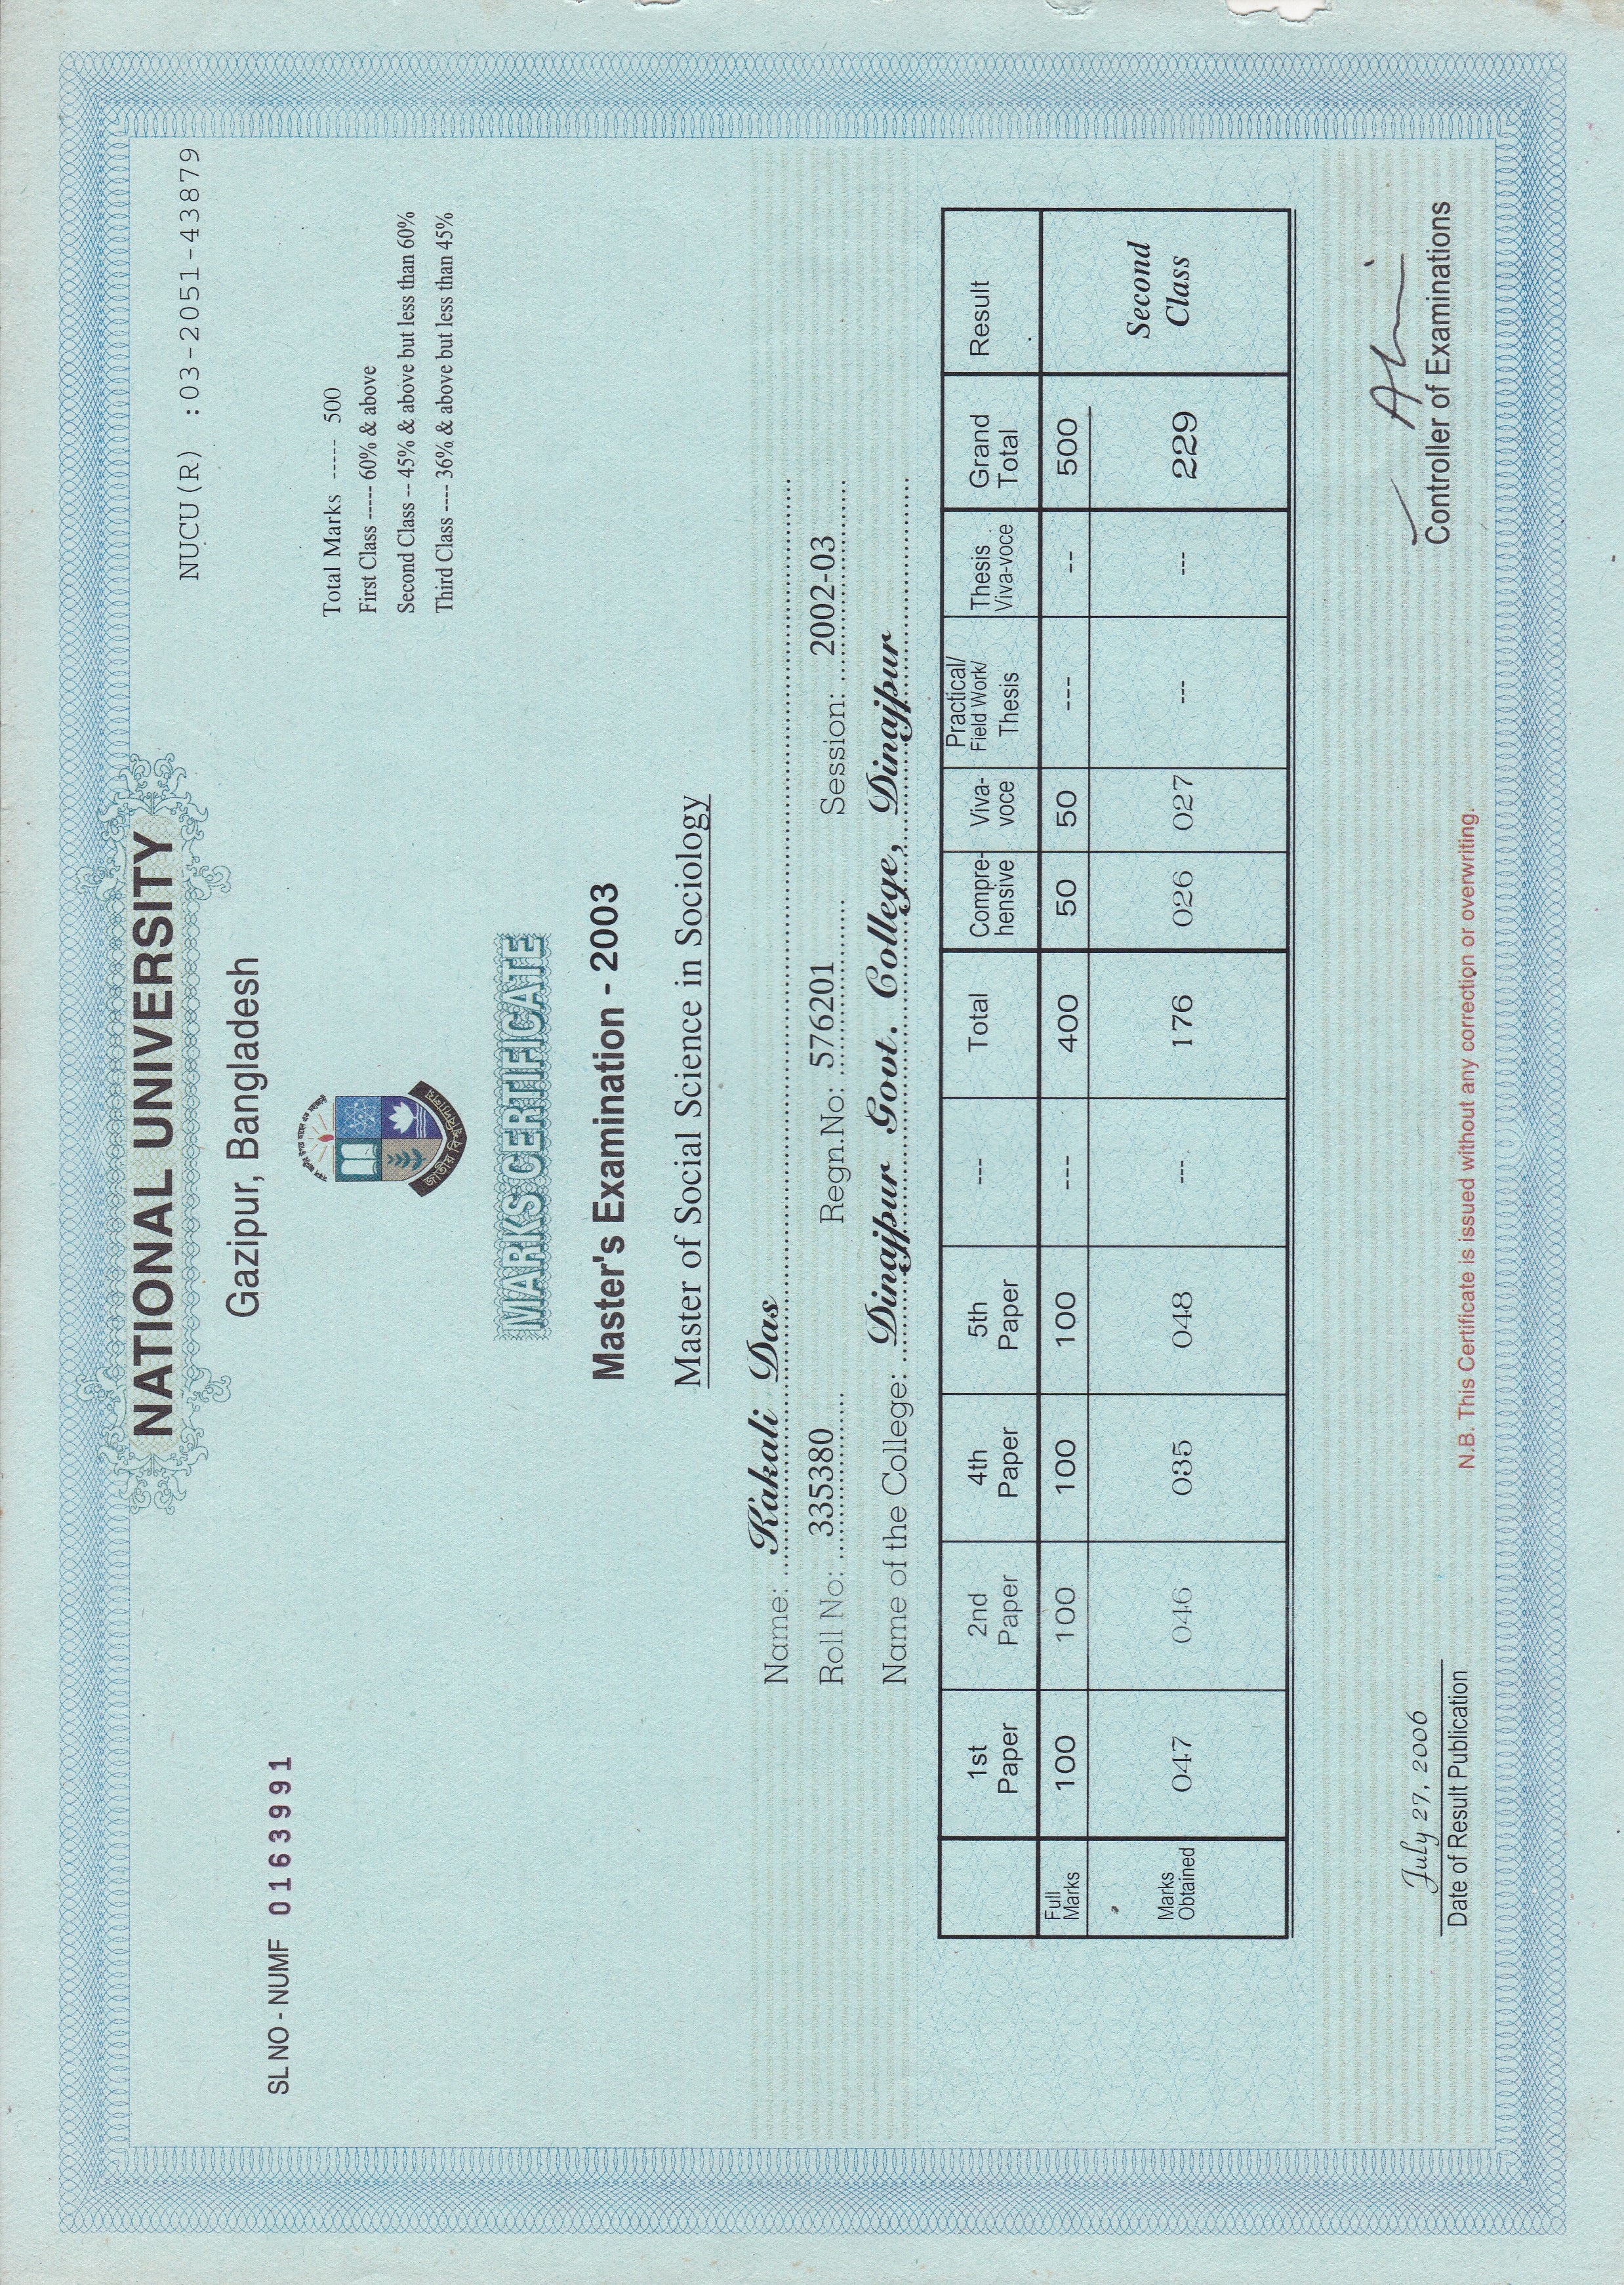 NUCU(R) :03-2051-43879
NATIONAL UNIVERSITY
Gazipur, Bangladesh
SL NO - NUMF 0163991
Total Marks ----- 500
First Class ----- 60% & above
Second Class -- 45% & above but less than 60%
Third Class ---- 36% & above but less than 45%
জাতীয় বিশ্ববিদ্যালয়
MARKS CERTIFICATE
Master's Examination - 2003
Master of Social Science in Sociology
Name: Kakali Das
Roll No: 335380 Regn.No: 576201 Session: 2002-03
Name of the College: Dinajpur Govt. College, Dinajpur
1st Paper 2nd Paper 4th Paper 5th Paper --- Total Compre-hensive Viva-voce Practical/ Field Work/ Thesis Thesis Viva-voce Grand Total Result
Full Marks 100 100 100 100 --- 400 50 50 --- -- 500
Marks Obtained 047 046 035 048 --- 176 026 027 --- --- 229 Second Class
July 27, 2006
Date of Result Publication
Controller of Examinations
N.B. This Certificate is issued without any correction or overwriting.